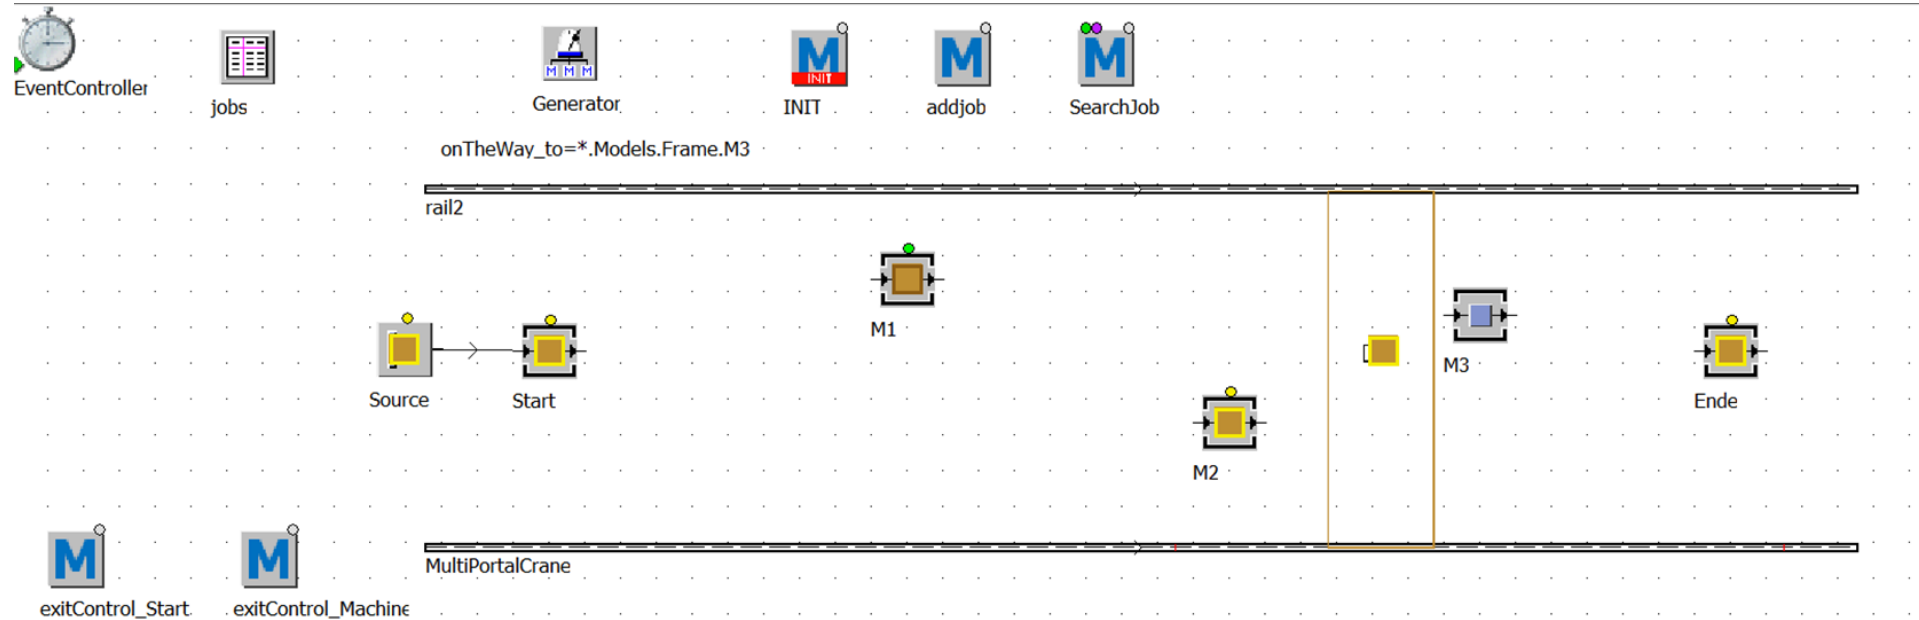 EventController
jobs
M M M
Generator
M
INIT
INIT
M
addjob
M
SearchJob
onTheWay_to=*.Models.Frame.M3
rail2
M1
Source
Start
M2
M3
Ende
MultiPortalCrane
M
exitControl_Start
M
exitControl_Machine